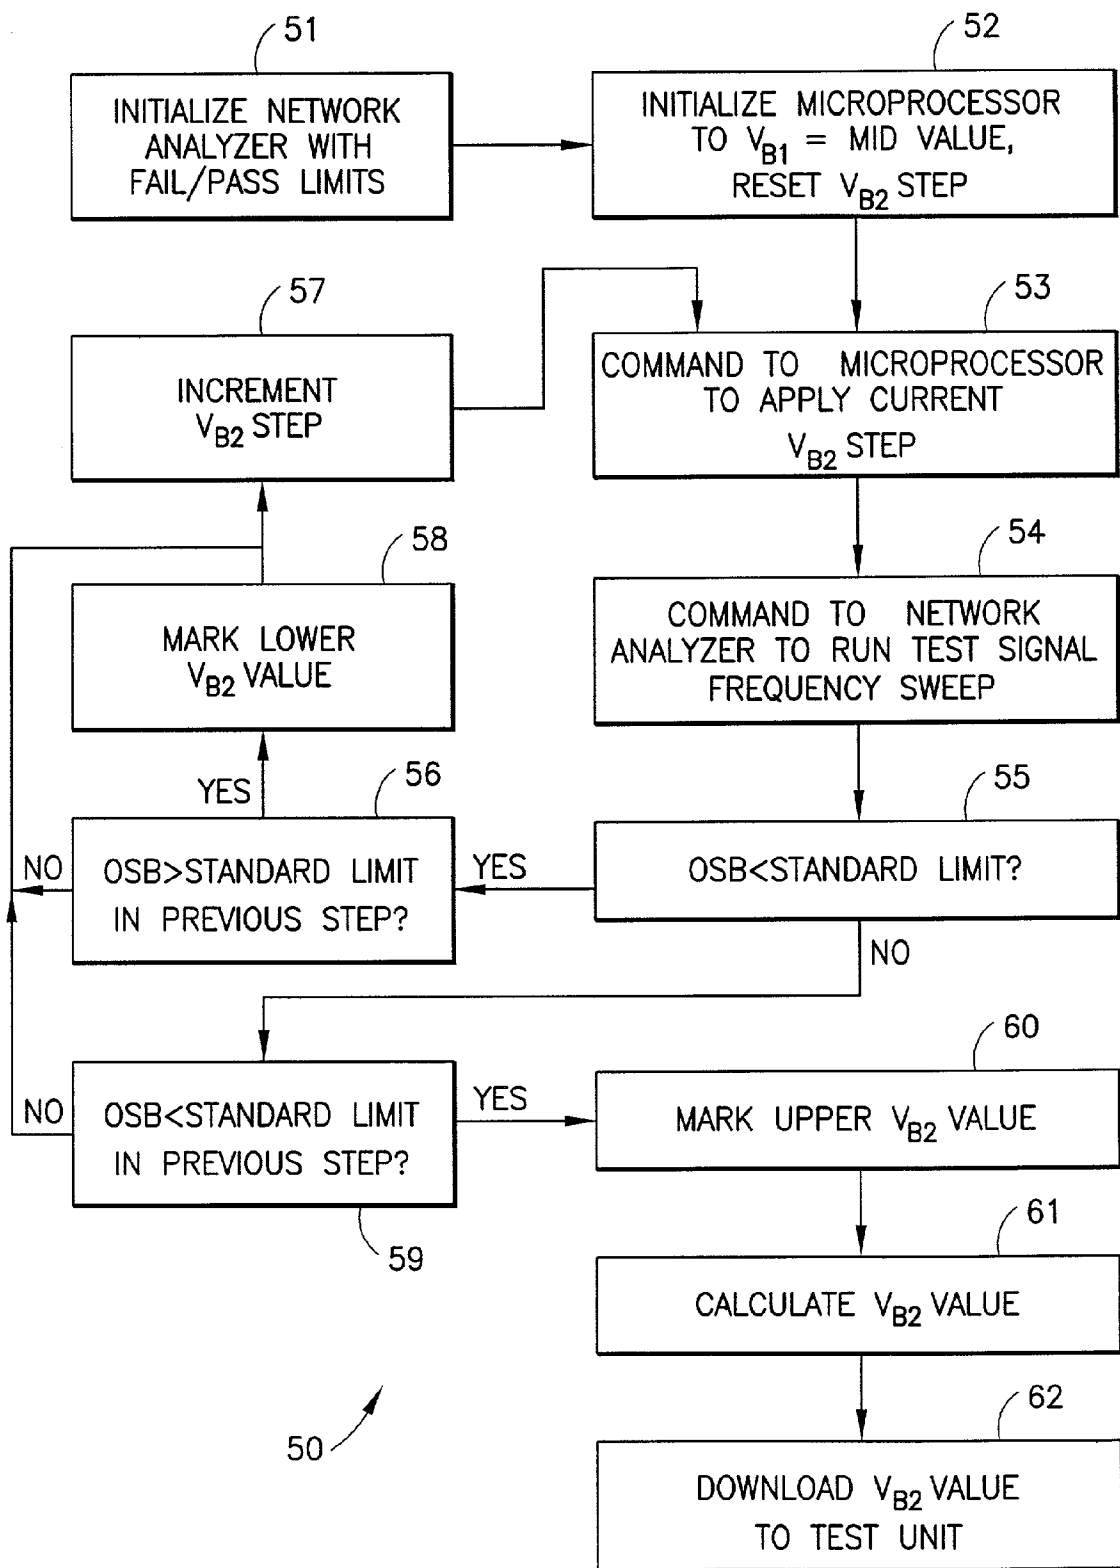 51
INITIALIZE NETWORK
ANALYZER WITH
FAIL/PASS LIMITS
52
INITIALIZE MICROPROCESSOR
TO VB1 = MID VALUE,
RESET VB2 STEP
57
INCREMENT
VB2 STEP
53
COMMAND TO MICROPROCESSOR
TO APPLY CURRENT
VB2 STEP
58
MARK LOWER
VB2 VALUE
54
COMMAND TO NETWORK
ANALYZER TO RUN TEST SIGNAL
FREQUENCY SWEEP
YES
56
NO
OSB>STANDARD LIMIT
IN PREVIOUS STEP?
YES
55
OSB<STANDARD LIMIT?
NO
NO
OSB<STANDARD LIMIT
IN PREVIOUS STEP?
59
YES
60
MARK UPPER VB2 VALUE
61
CALCULATE VB2 VALUE
50
62
DOWNLOAD VB2 VALUE
TO TEST UNIT